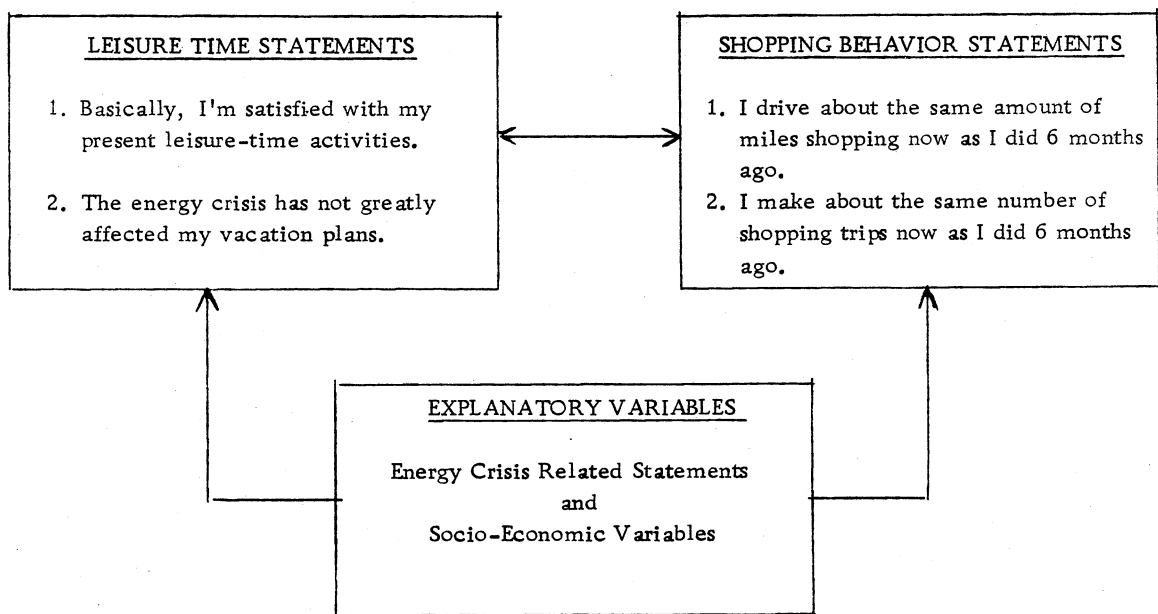 LEISURE TIME STATEMENTS
1. Basically, I'm satisfied with my
present leisure-time activities.
2. The energy crisis has not greatly
affected my vacation plans.
SHOPPING BEHAVIOR STATEMENTS
1. I drive about the same amount of
miles shopping now as I did 6 months
ago.
2. I make about the same number of
shopping trips now as I did 6 months
ago.
EXPLANATORY VARIABLES
Energy Crisis Related Statements
and
Socio-Economic Variables